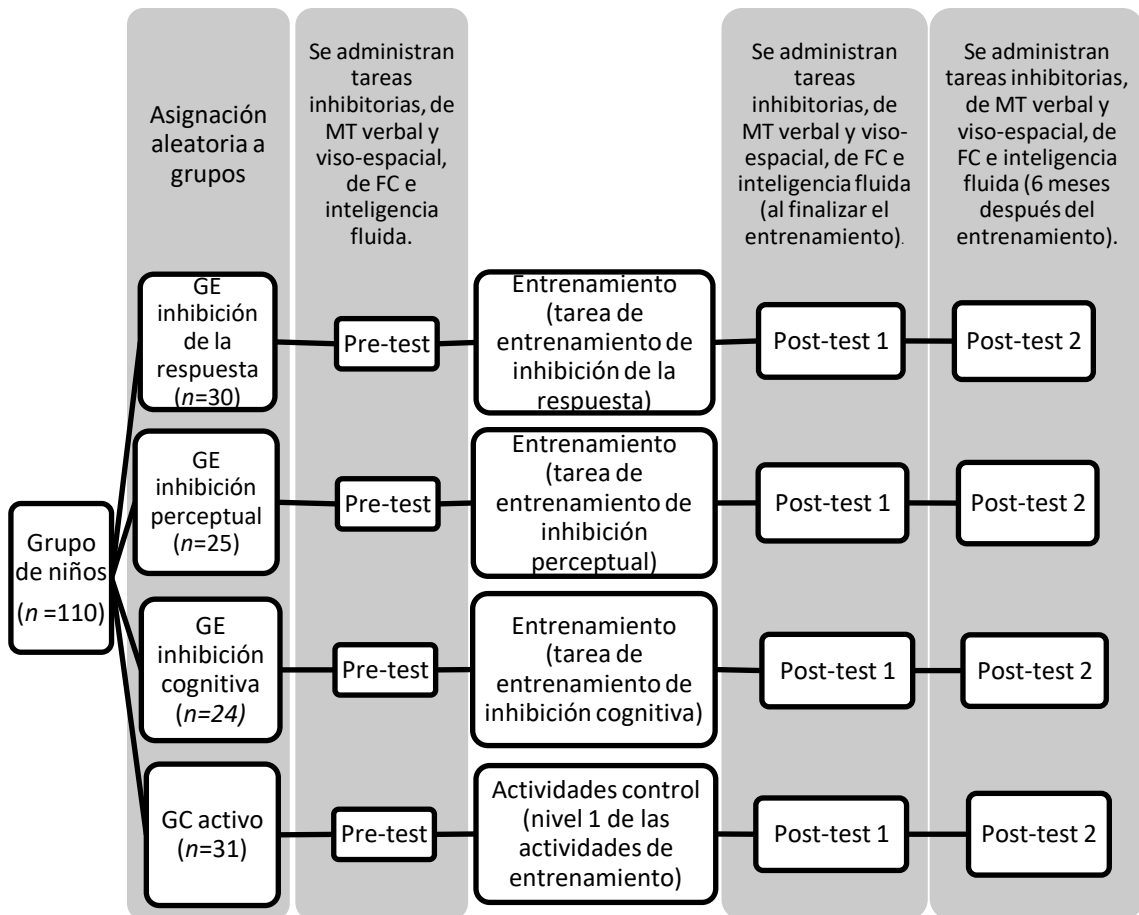 Asignación
aleatoria a
grupos
Se administran
tareas
inhibitorias, de
MT verbal y
viso-espacial,
de FC e
inteligencia
fluida.
Se administran
tareas
inhibitorias, de
MT verbal y viso-
espacial, de FC e
inteligencia fluida
(al finalizar el
entrenamiento).
Se administran
tareas inhibitorias,
de MT verbal y
viso-espacial, de
FC e inteligencia
fluida (6 meses
después del
entrenamiento).
Grupo
de niños
(n =110)
GE
inhibición
de la
respuesta
(n=30)
Pre-test
Entrenamiento
(tarea de
entrenamiento de
inhibición de la
respuesta)
Post-test 1
Post-test 2
GE
inhibición
perceptual
(n=25)
Pre-test
Entrenamiento
(tarea de
entrenamiento de
inhibición
perceptual)
Post-test 1
Post-test 2
GE
inhibición
cognitiva
(n=24)
Pre-test
Entrenamiento
(tarea de
entrenamiento de
inhibición cognitiva)
Post-test 1
Post-test 2
GC activo
(n=31)
Pre-test
Actividades control
(nivel 1 de las
actividades de
entrenamiento)
Post-test 1
Post-test 2